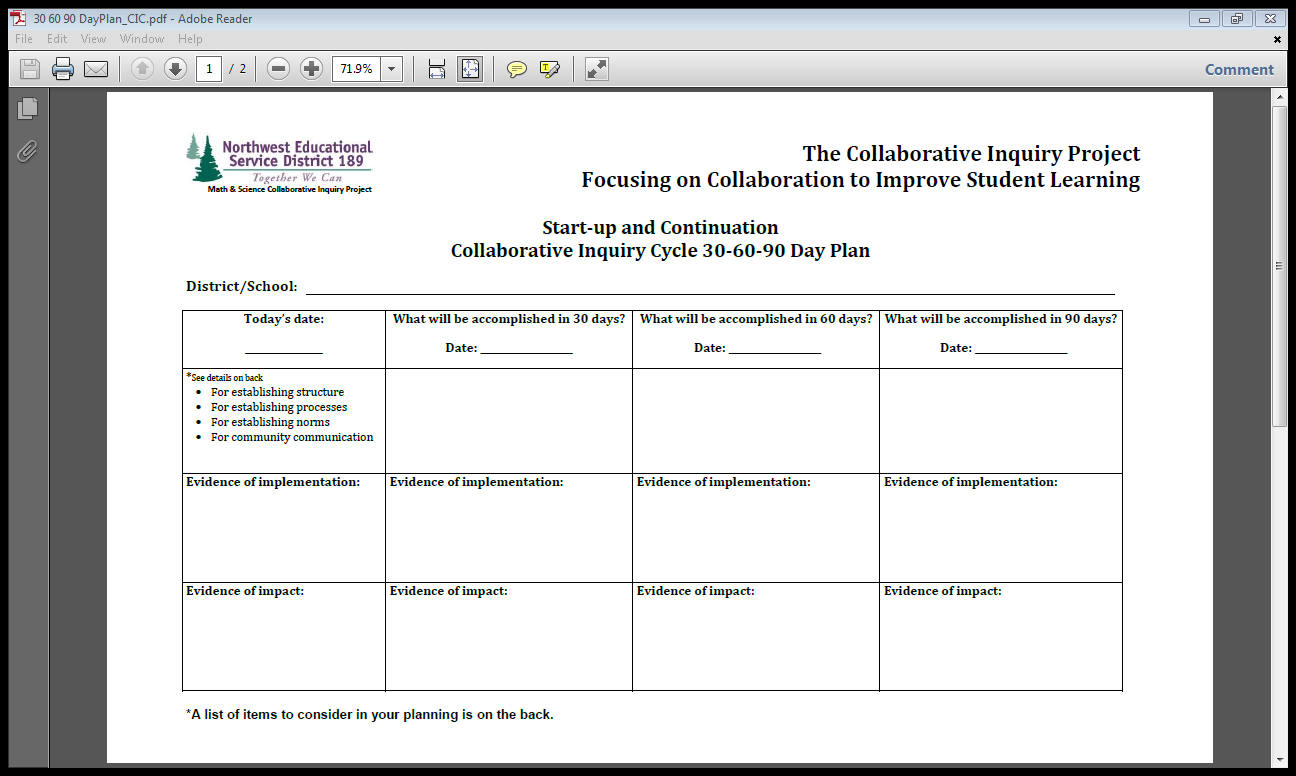 30 60 90 DayPlan_CIC.pdf - Adobe Reader
File Edit View Window Help
1 / 2 71.9% Comment
Northwest Educational
Service District 189
Together We Can
Math & Science Collaborative Inquiry Project
The Collaborative Inquiry Project
Focusing on Collaboration to Improve Student Learning
Start-up and Continuation
Collaborative Inquiry Cycle 30-60-90 Day Plan
District/School:
Today's date: What will be accomplished in 30 days? What will be accomplished in 60 days? What will be accomplished in 90 days?
Date: Date: Date:
*See details on back
• For establishing structure
• For establishing processes
• For establishing norms
• For community communication
Evidence of implementation: Evidence of implementation: Evidence of implementation: Evidence of implementation:
Evidence of impact: Evidence of impact: Evidence of impact: Evidence of impact:
*A list of items to consider in your planning is on the back.